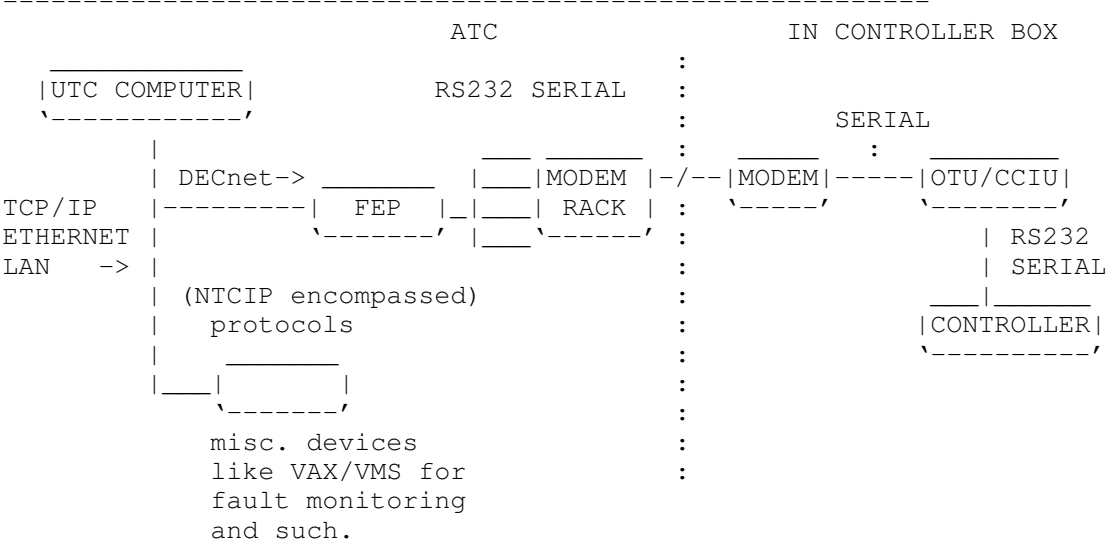 ATC IN CONTROLLER BOX
UTC COMPUTER RS232 SERIAL
SERIAL
DECnet-> MODEM MODEM OTU/CCIU
TCP/IP FEP RACK
ETHERNET RS232
LAN -> SERIAL
(NTCIP encompassed)
protocols CONTROLLER
misc. devices
like VAX/VMS for
fault monitoring
and such.